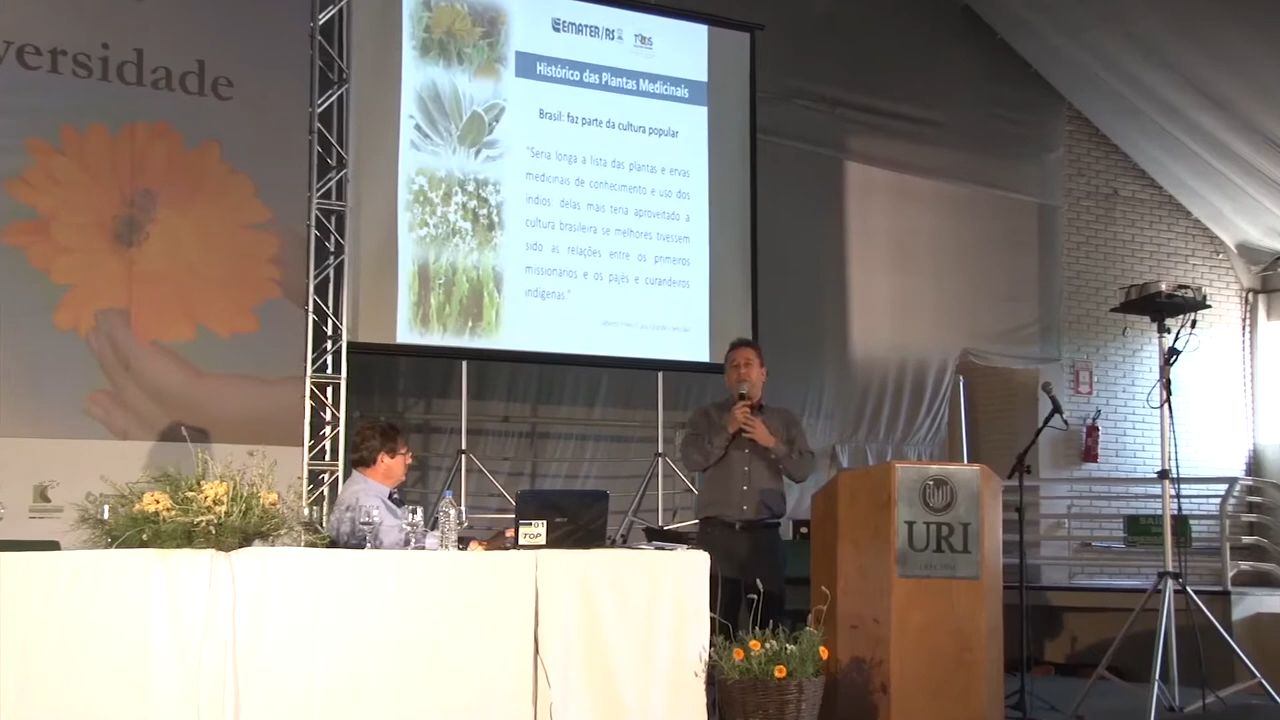 versidade
EMATER/RS
Histórico das Plantas Medicinais
Brasil: faz parte da cultura popular
"Seria longa a lista das plantas e ervas
medicinais de conhecimento e uso dos
índios: delas mais teria aproveitado a
cultura brasileira se melhores tivessem
sido as relações entre os primeiros
missionários e os pajés e curandeiros
indígenas."
01
TOP
URI